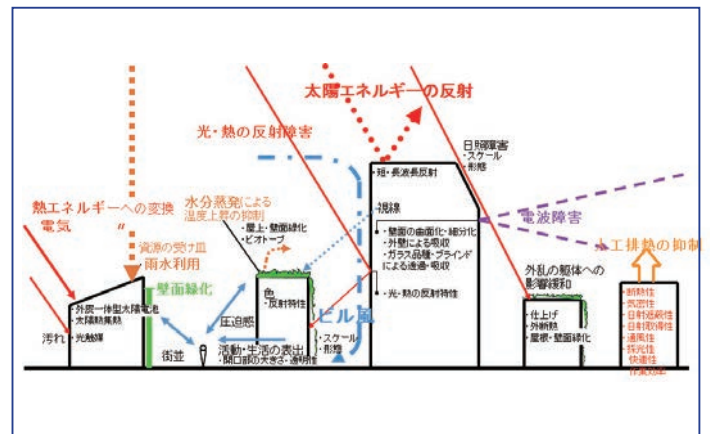 太陽エネルギーの反射
光・熱の反射障害
日照障害
・スケール
・形態
・短・長波長反射
熱エネルギーへの変換
電気 〃
水分蒸発による
温度上昇の抑制
・屋上・壁面緑化
・ビオトープ
視線
電波障害
・壁面の曲面化・細分化
・外壁による吸収
・ガラス品種・ブラインド
による透過・吸収
人工排熱の抑制
資源の受け皿
雨水利用
壁面緑化
外乱の躯体への
影響緩和
色
・反射特性
・光・熱の反射特性
・外炭一体型太陽電池
・太陽熱集熱
・光触媒
汚れ
圧迫感
ビル風
・スケール
・形態
街並
活動・生活の表出
・開口部の大きさ・透明性
・仕上げ
・外断熱
・屋根・壁面緑化
・断熱性
・気密性
・日射遮蔽性
・日射取得性
・通風性
・採光性
快適性
作業効率